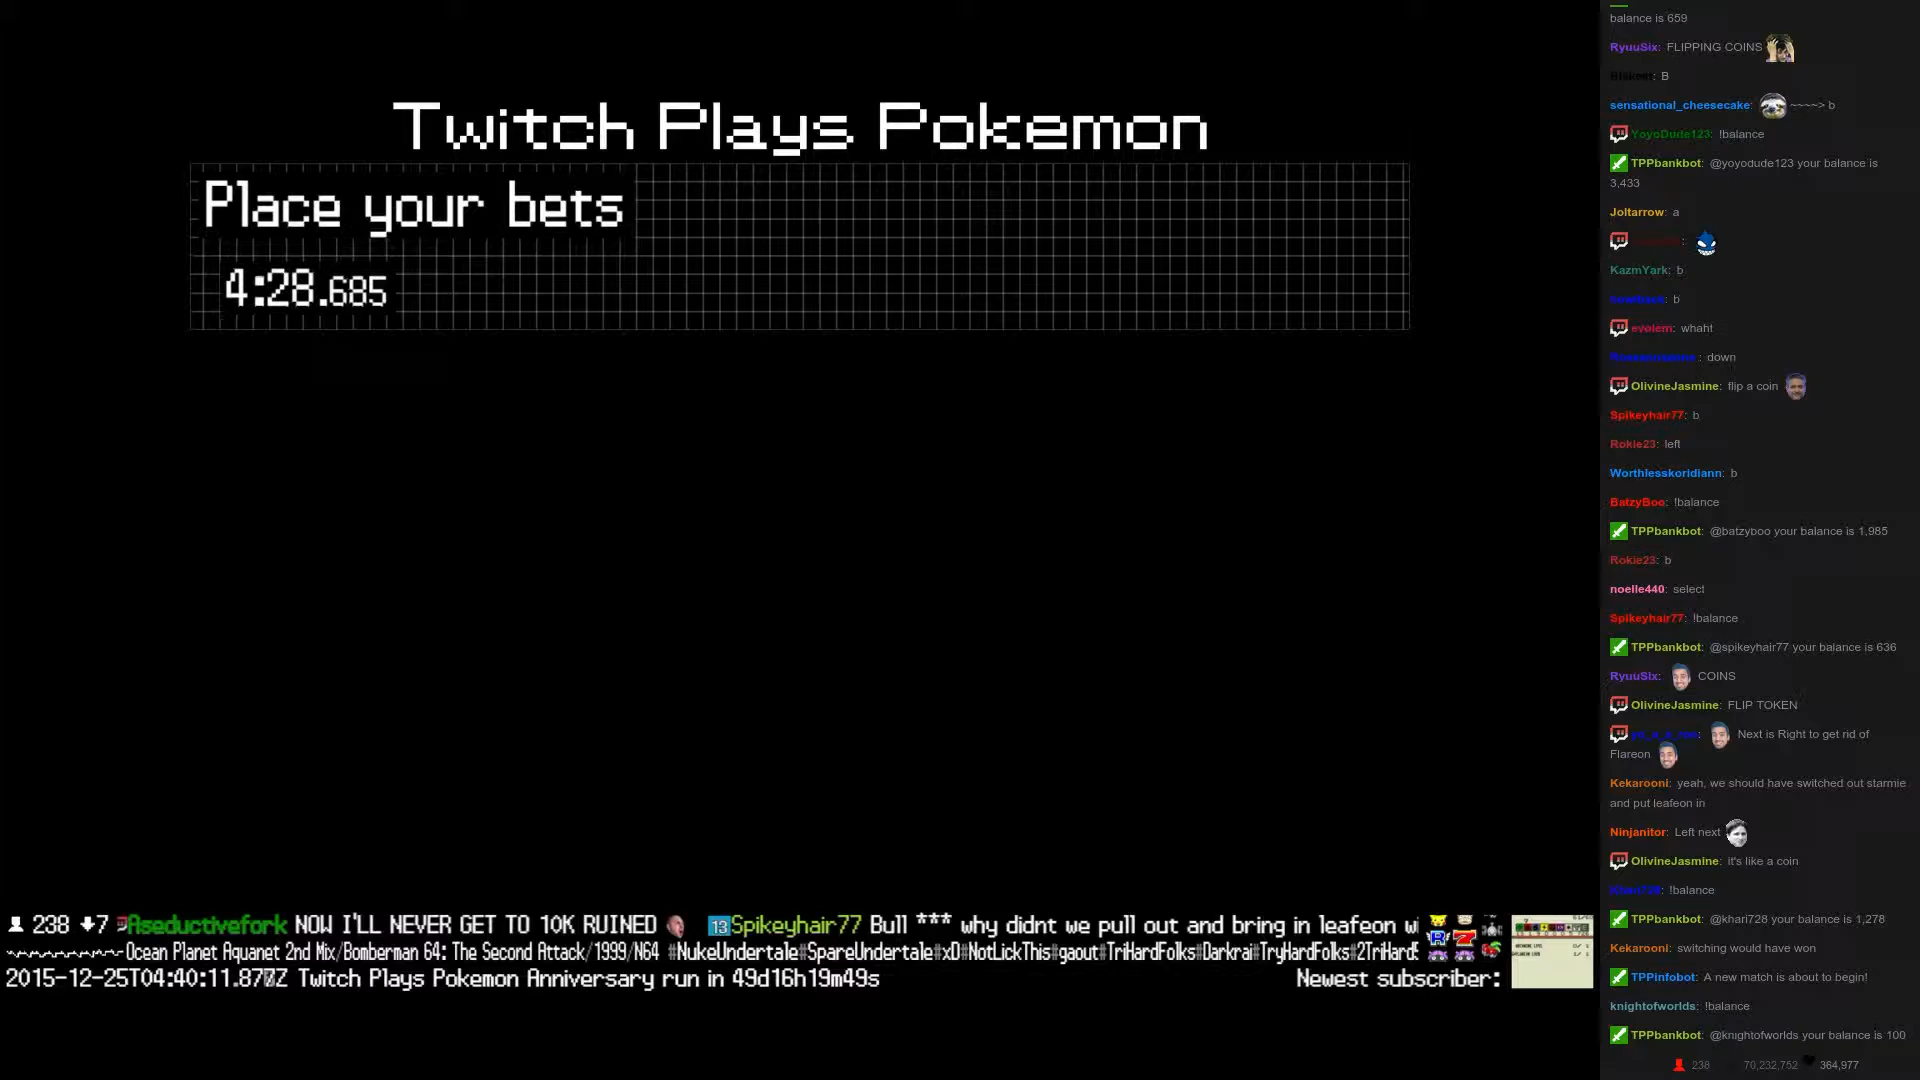 Twitch Plays Pokemon
Place your bets
4:28.685
238 7 Aseductivefork NOW I'LL NEVER GET TO 10K RUINED 13 Spikeyhair77 Bull *** why didnt we pull out and bring in leafeon wi
Ocean Planet Aquanet 2nd Mix/Bomberman 64: The Second Attack/1999/N64 #NukeUndertale#SpareUndertale#xD#NotLickThis#gaout#TriHardFolks#Darkrai#TryHardFolks#2TriHard
2015-12-25T04:40:11.870Z Twitch Plays Pokemon Anniversary run in 49d16h19m49s
Newest subscriber:
balance is 659
RyuuSix: FLIPPING COINS
: B
sensational_cheesecake: ~~~~> b
YoyoDude123: !balance
TPPbankbot: @yoyodude123 your balance is
3,433
Joltarrow: a
:
KazmYark: b
: b
evolem: whaht
: down
OlivineJasmine: flip a coin
Spikeyhair77: b
Rokie23: left
Worthlesskoridiann: b
BatzyBoo: !balance
TPPbankbot: @batzyboo your balance is 1,985
Rokie23: b
noelle440: select
Spikeyhair77: !balance
TPPbankbot: @spikeyhair77 your balance is 636
RyuuSix: COINS
OlivineJasmine: FLIP TOKEN
: Next is Right to get rid of
Flareon
Kekarooni: yeah, we should have switched out starmie
and put leafeon in
Ninjanitor: Left next
OlivineJasmine: it's like a coin
Khari728: !balance
TPPbankbot: @khari728 your balance is 1,278
Kekarooni: switching would have won
TPPinfobot: A new match is about to begin!
knightofworlds: !balance
TPPbankbot: @knightofworlds your balance is 100
238 70,232,752 364,977